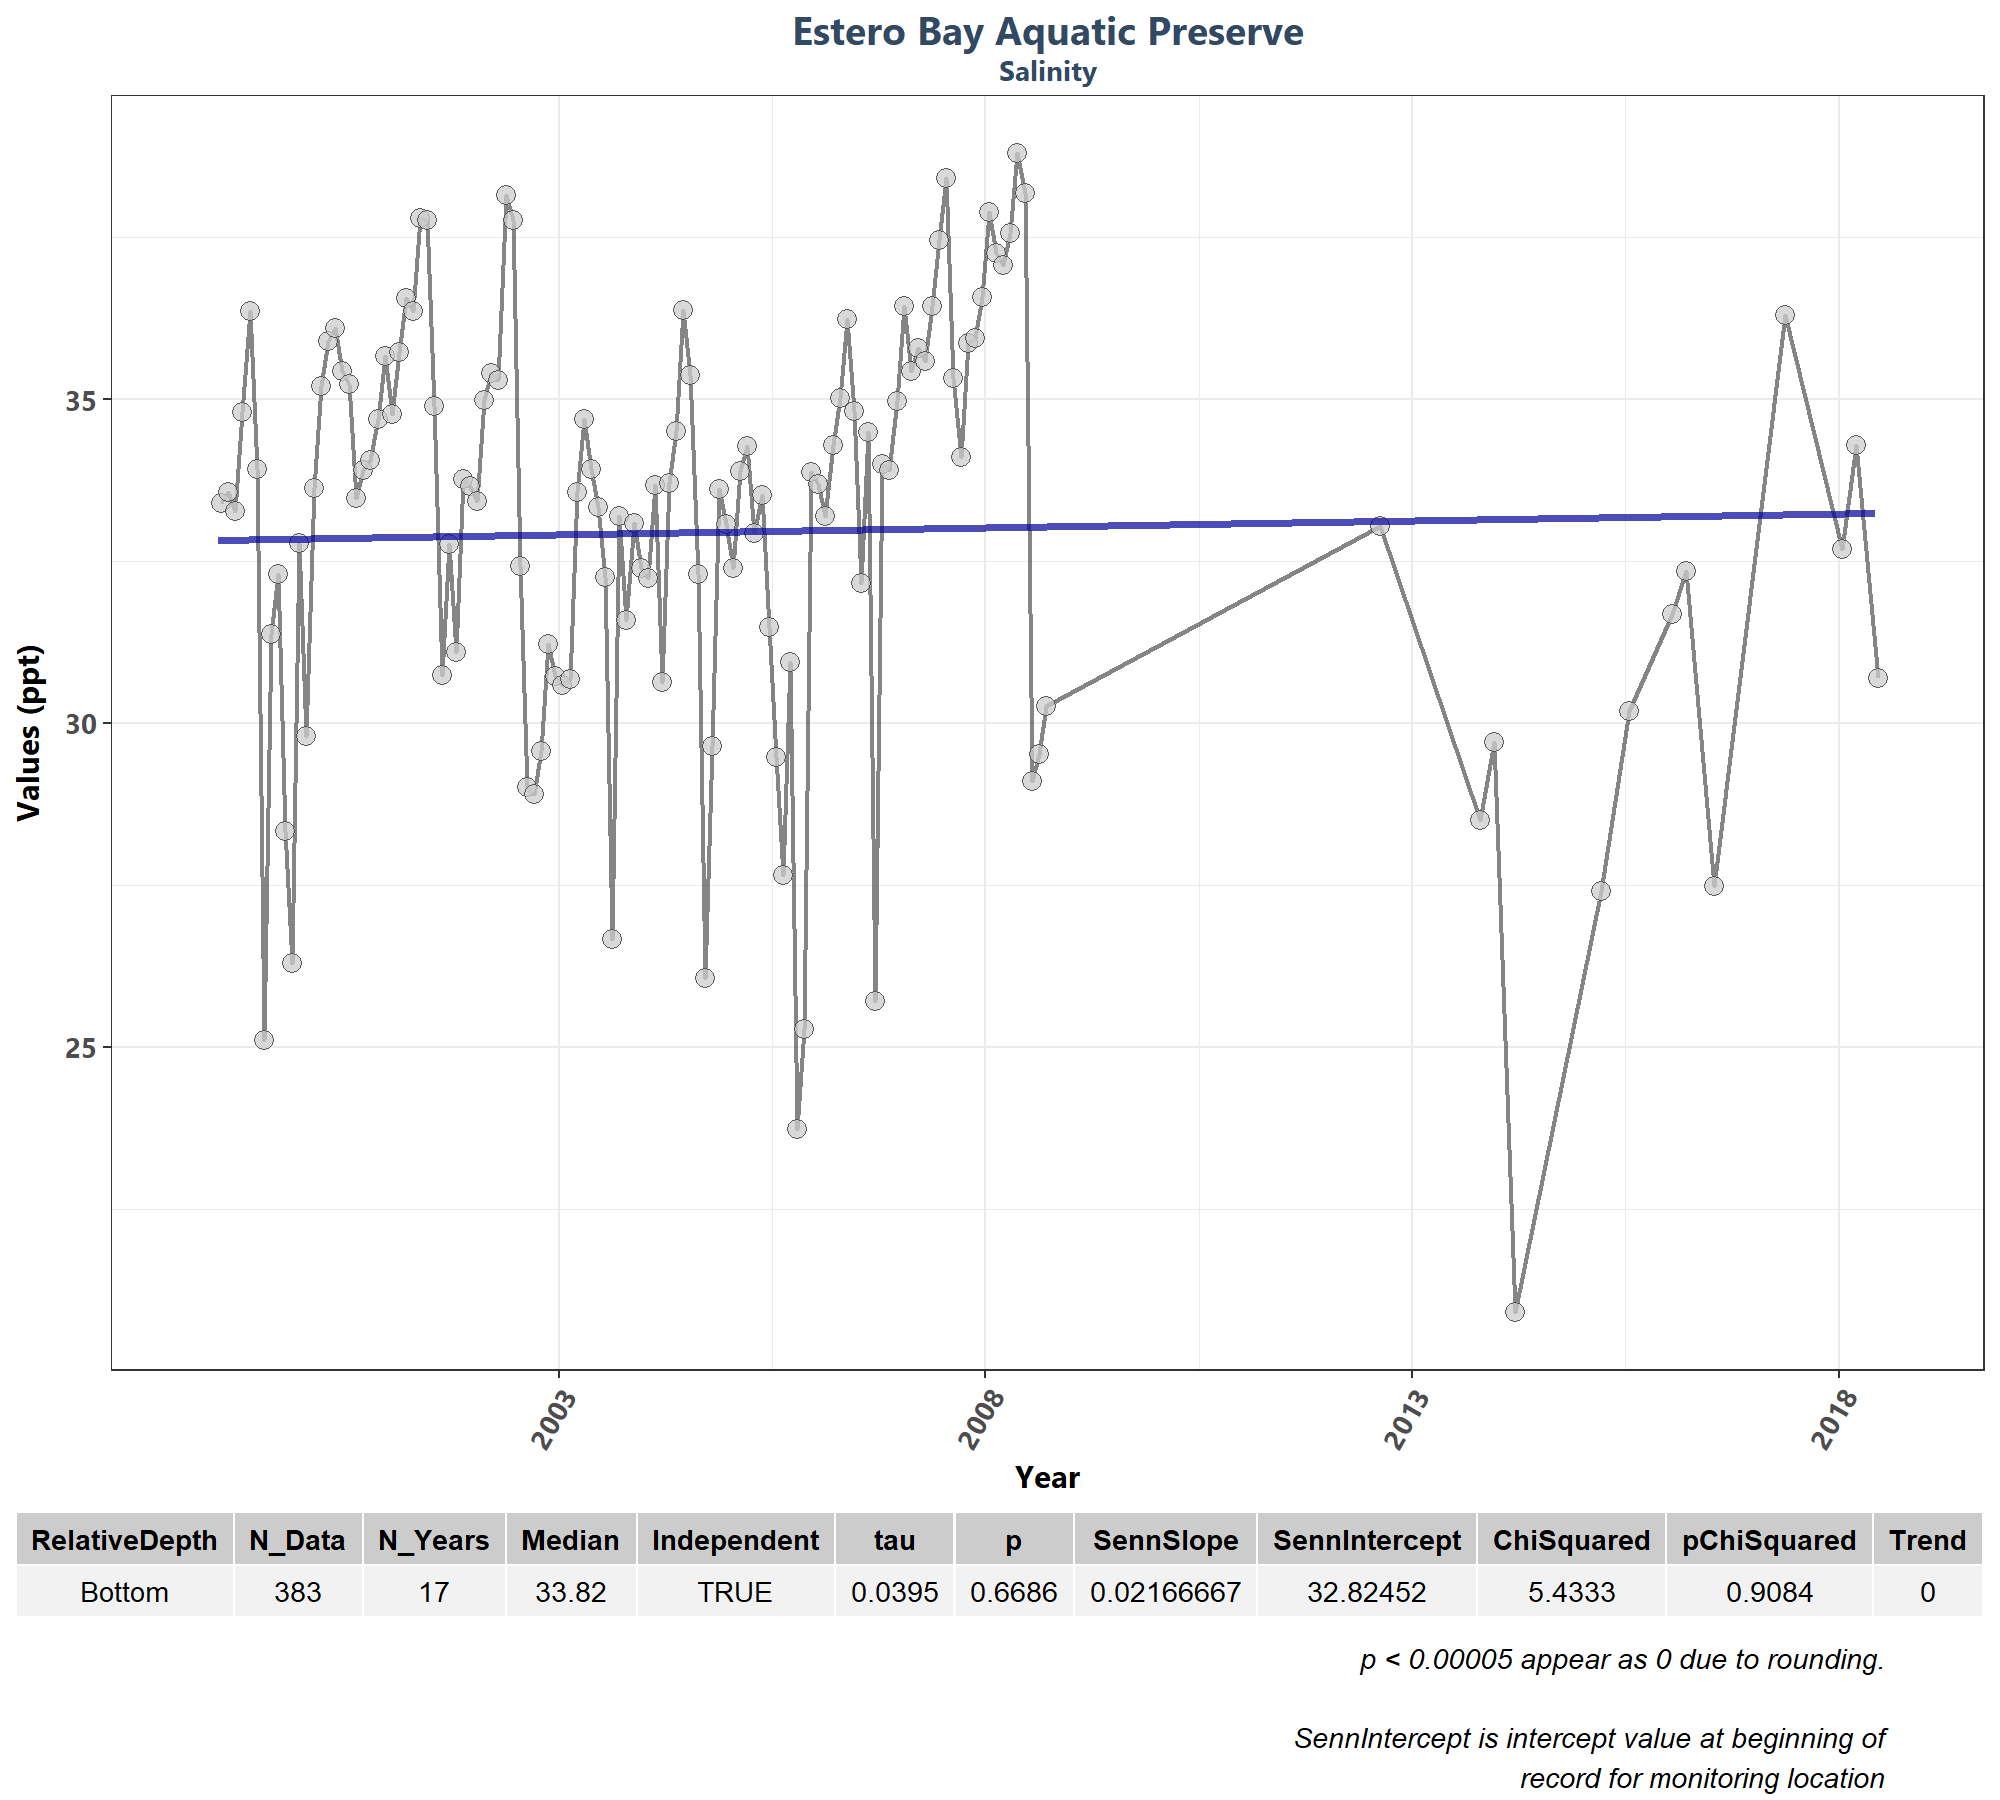 Estero Bay Aquatic Preserve
Salinity
Values (ppt)
35
30
25
2003 2008 2013 2018
Year
RelativeDepth N_Data N_Years Median Independent tau p SennSlope SennIntercept ChiSquared pChiSquared Trend
Bottom 383 17 33.82 TRUE 0.0395 0.6686 0.02166667 32.82452 5.4333 0.9084 0
p < 0.00005 appear as 0 due to rounding.
SennIntercept is intercept value at beginning of
record for monitoring location